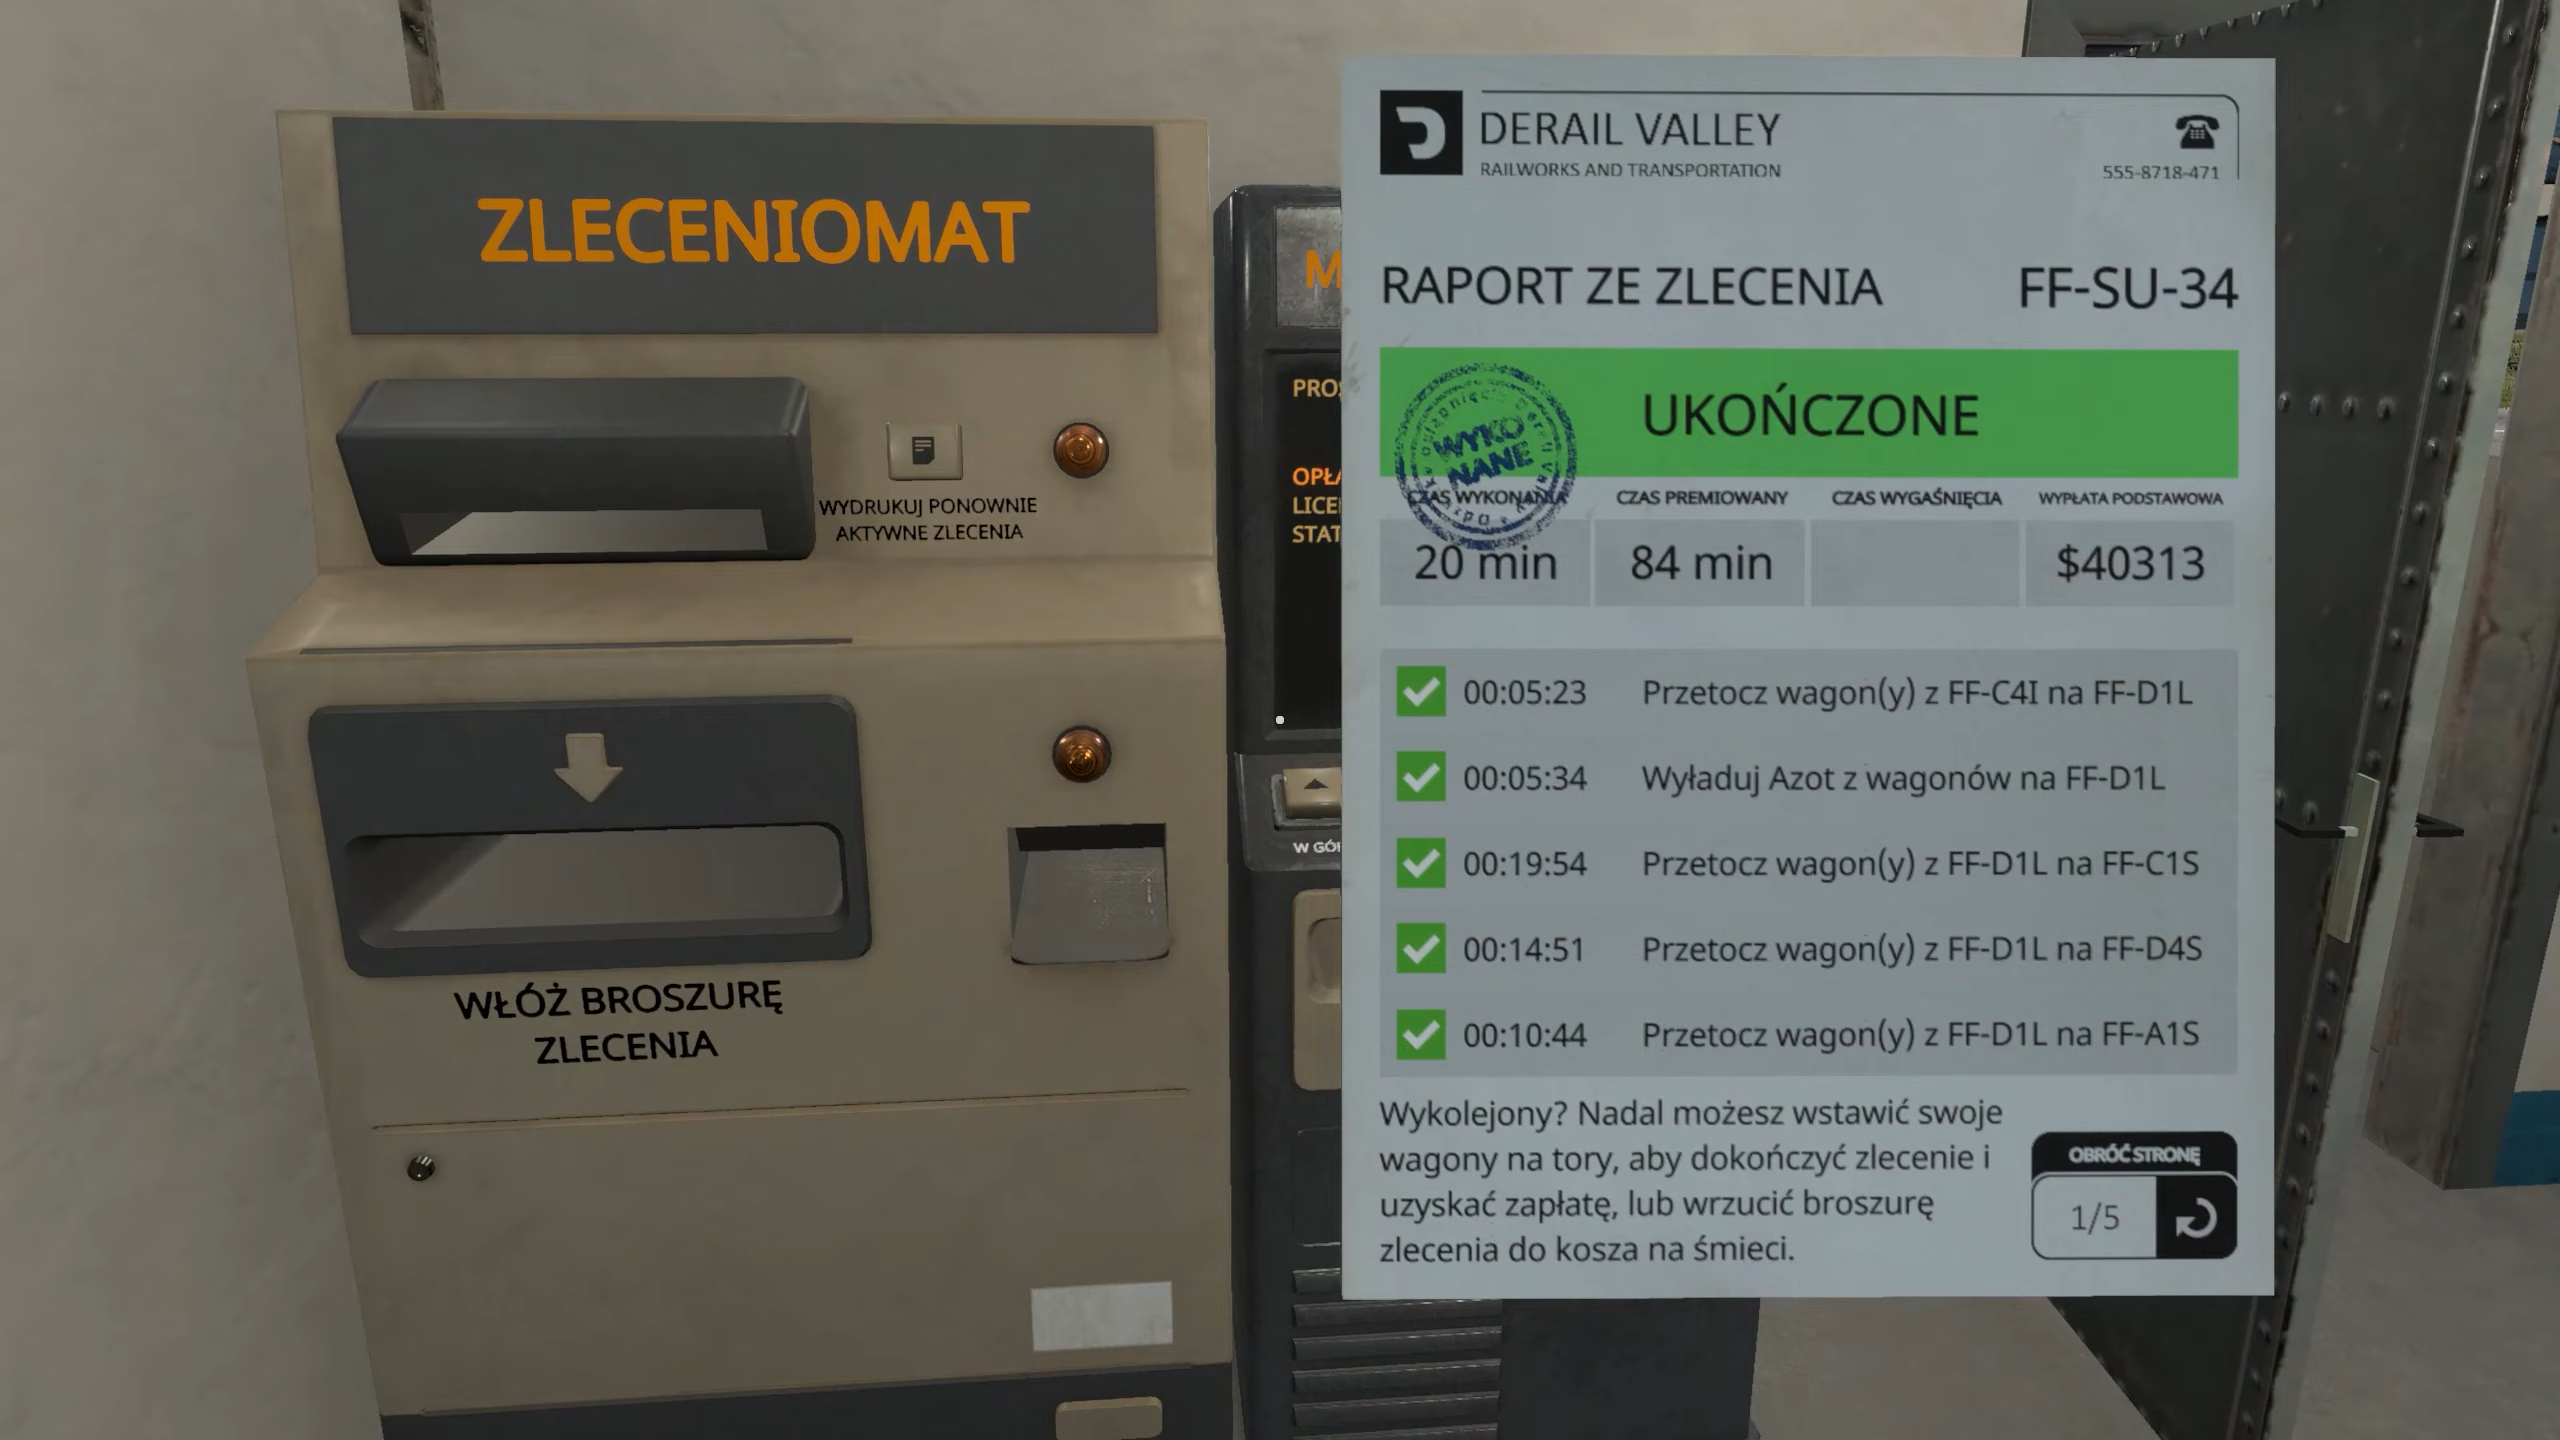 ZLECENIOMAT
WYDRUKUJ PONOWNIE
AKTYWNE ZLECENIA
WŁÓŻ BROSZURĘ
ZLECENIA
DERAIL VALLEY
RAILWORKS AND TRANSPORTATION
555-8718-471
RAPORT ZE ZLECENIA FF-SU-34
UKOŃCZONE
WYKO
NANE
CZAS WYKONANIA CZAS PREMIOWANY CZAS WYGAŚNIĘCIA WYPŁATA PODSTAWOWA
20 min 84 min $40313
00:05:23 Przetocz wagon(y) z FF-C4I na FF-D1L
00:05:34 Wyładuj Azot z wagonów na FF-D1L
00:19:54 Przetocz wagon(y) z FF-D1L na FF-C1S
00:14:51 Przetocz wagon(y) z FF-D1L na FF-D4S
00:10:44 Przetocz wagon(y) z FF-D1L na FF-A1S
Wykolejony? Nadal możesz wstawić swoje
wagony na tory, aby dokończyć zlecenie i
uzyskać zapłatę, lub wrzucić broszurę
zlecenia do kosza na śmieci.
OBRÓĆ STRONĘ
1/5